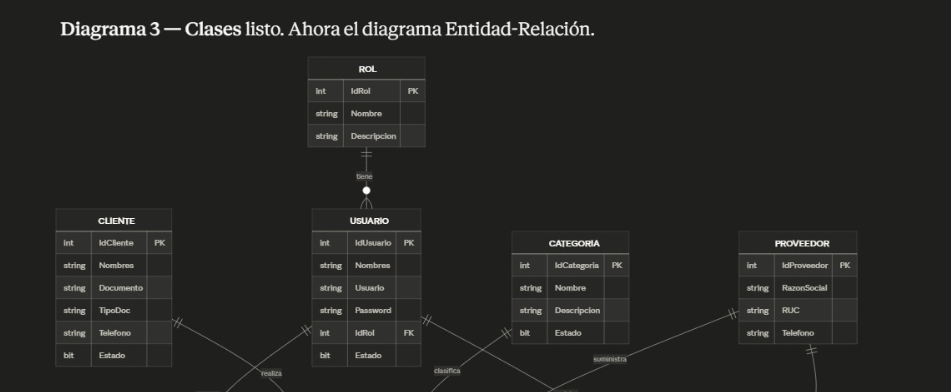 Diagrama 3 — Clases listo. Ahora el diagrama Entidad-Relación.
ROL
int IdRol PK
string Nombre
string Descripcion
tiene
CLIENTE
int IdCliente PK
string Nombres
string Documento
string TipoDoc
string Telefono
bit Estado
USUARIO
int IdUsuario PK
string Nombres
string Usuario
string Password
int IdRol FK
bit Estado
CATEGORIA
int IdCategoria PK
string Nombre
string Descripcion
bit Estado
PROVEEDOR
int IdProveedor PK
string RazonSocial
string RUC
string Telefono
suministra
realiza
clasifica